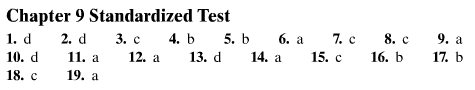 Chapter 9 Standardized Test
1. d 2. d 3. c 4. b 5. b 6. a 7. c 8. c 9. a
10. d 11. a 12. a 13. d 14. a 15. c 16. b 17. b
18. c 19. a